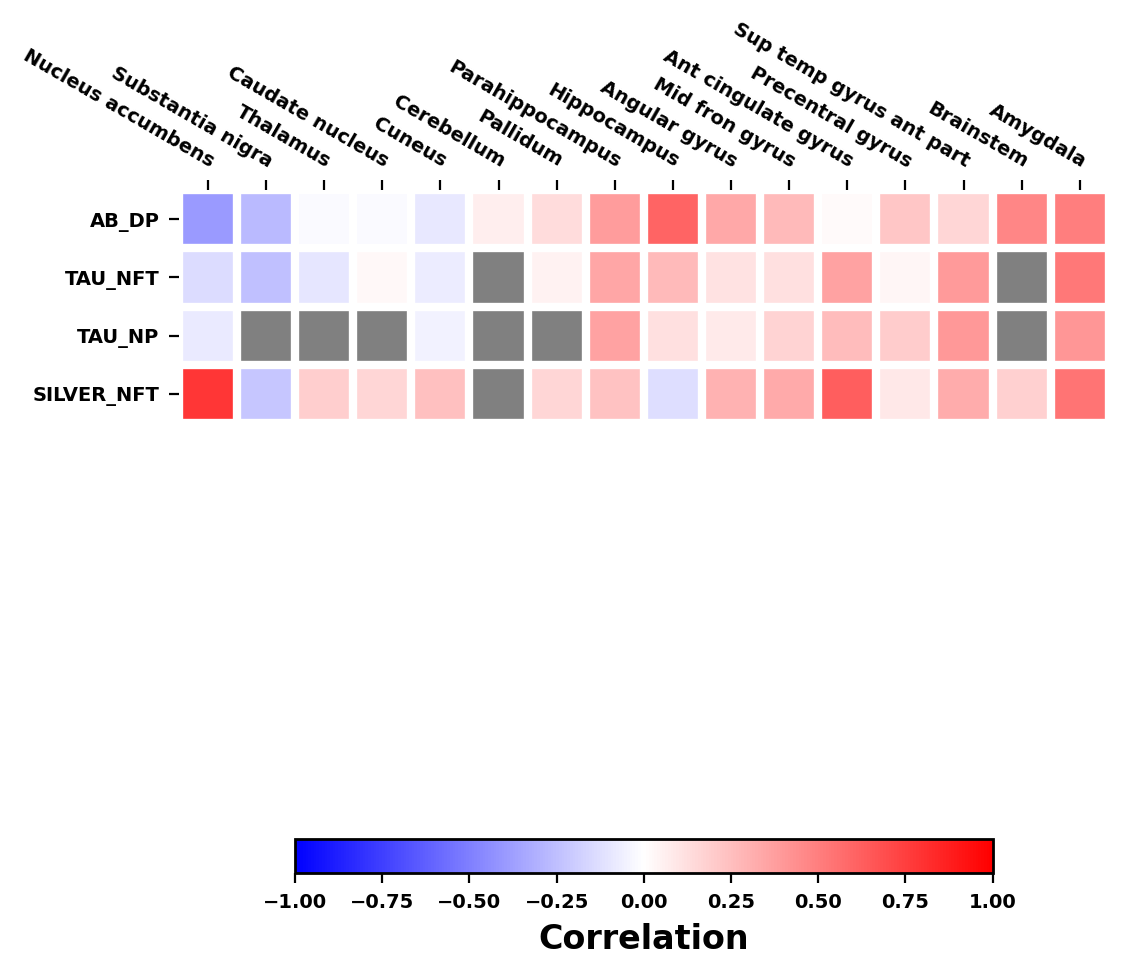 Nucleus accumbens
Substantia nigra
Thalamus
Caudate nucleus
Cuneus
Cerebellum
Pallidum
Parahippocampus
Hippocampus
Angular gyrus
Mid fron gyrus
Ant cingulate gyrus
Precentral gyrus
Sup temp gyrus ant part
Brainstem
Amygdala
AB_DP
TAU_NFT
TAU_NP
SILVER_NFT
−1.00 −0.75 −0.50 −0.25 0.00 0.25 0.50 0.75 1.00
Correlation